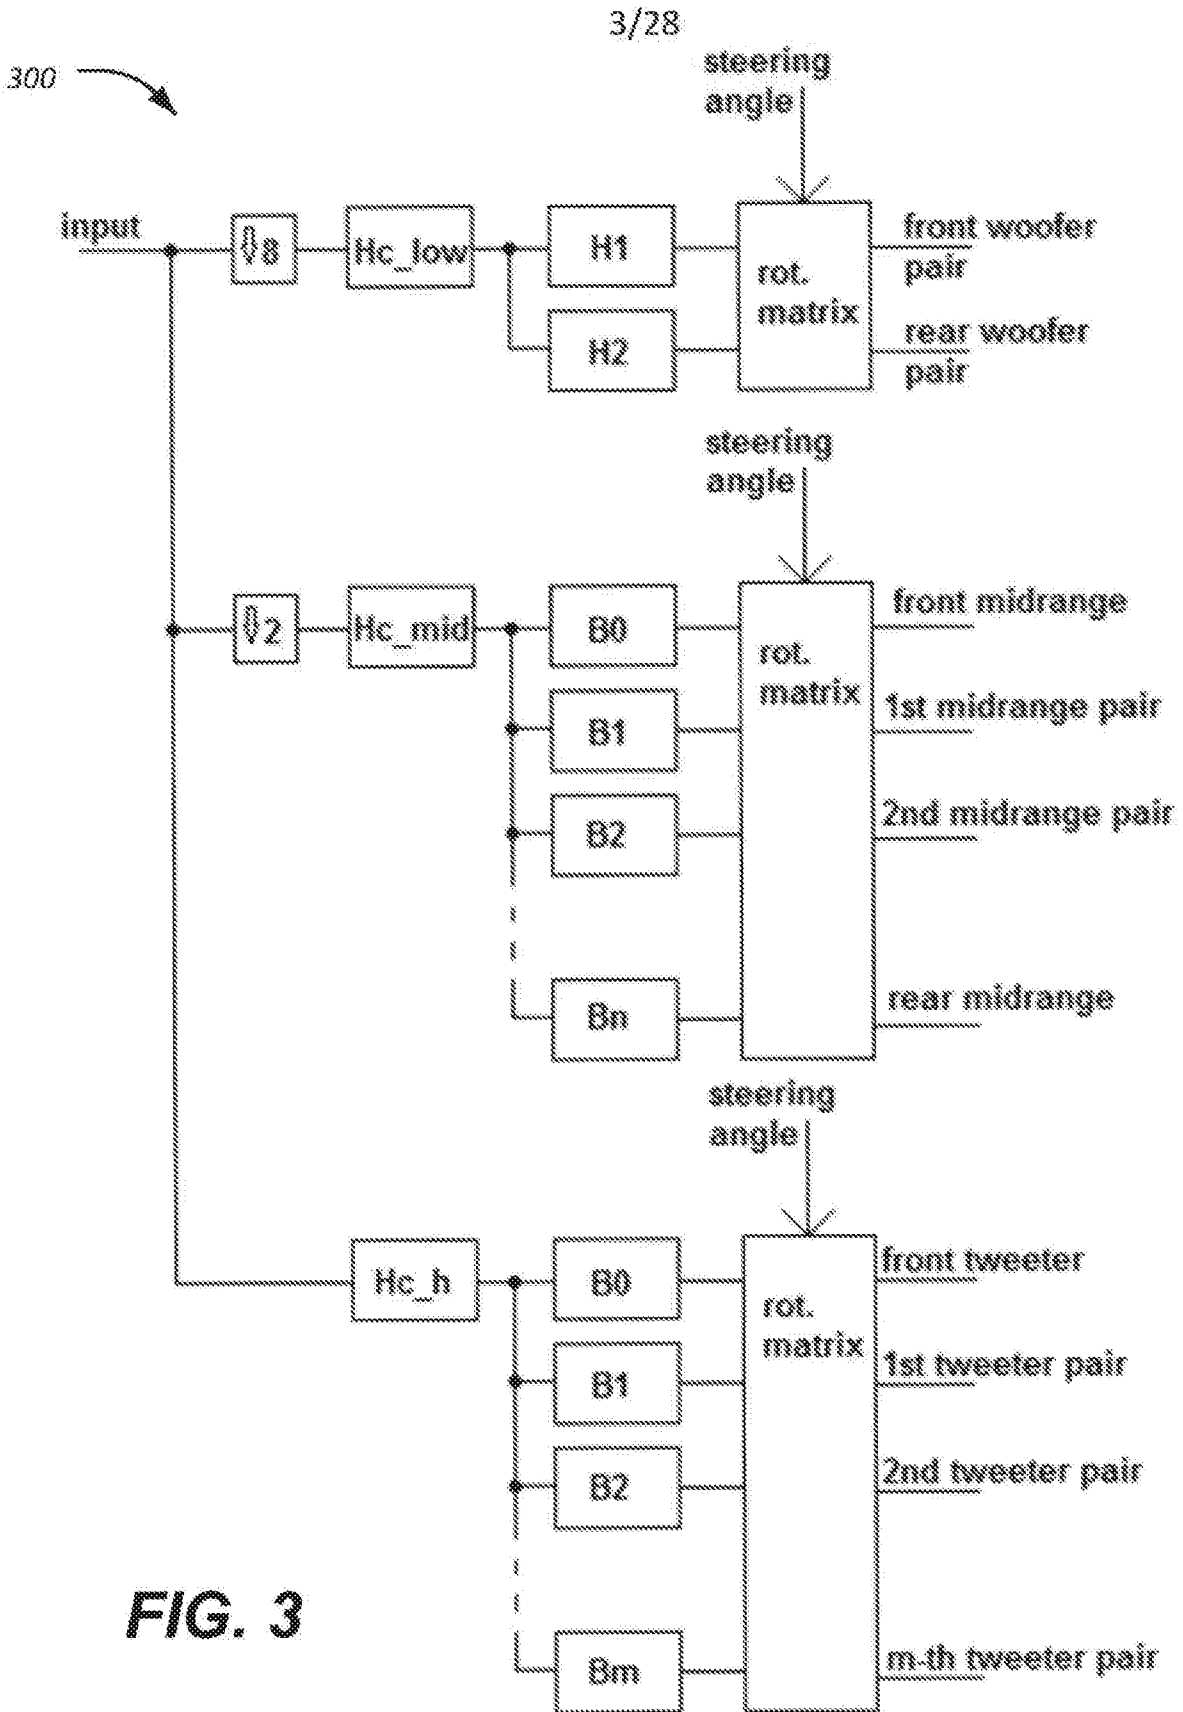 3/28
300
steering
angle
input
⇩8
Hc_low
H1
H2
rot.
matrix
front woofer
pair
rear woofer
pair
steering
angle
⇩2
Hc_mid
B0
B1
B2
Bn
rot.
matrix
front midrange
1st midrange pair
2nd midrange pair
rear midrange
steering
angle
Hc_h
B0
B1
B2
Bm
rot.
matrix
front tweeter
1st tweeter pair
2nd tweeter pair
m-th tweeter pair
FIG. 3